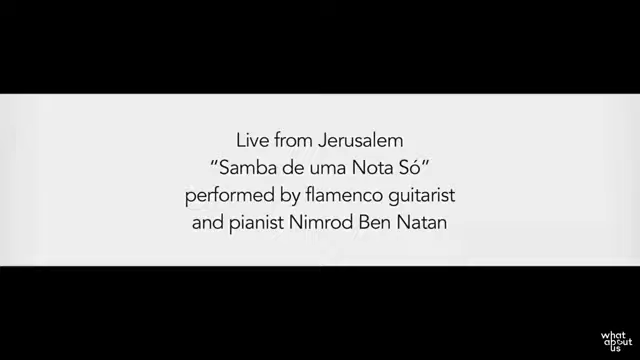 Live from Jerusalem
“Samba de uma Nota Só”
performed by flamenco guitarist
and pianist Nimrod Ben Natan
what
about
us